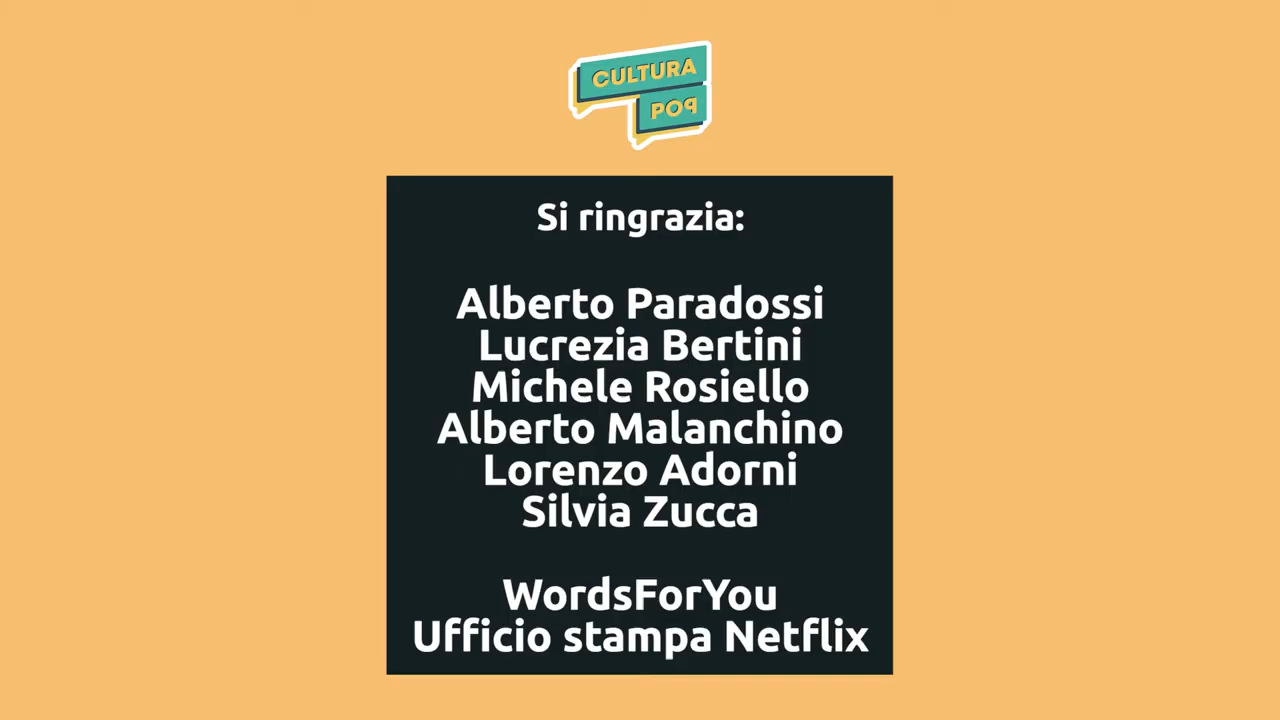 CULTURA
POP
Si ringrazia:
Alberto Paradossi
Lucrezia Bertini
Michele Rosiello
Alberto Malanchino
Lorenzo Adorni
Silvia Zucca
WordsForYou
Ufficio stampa Netflix